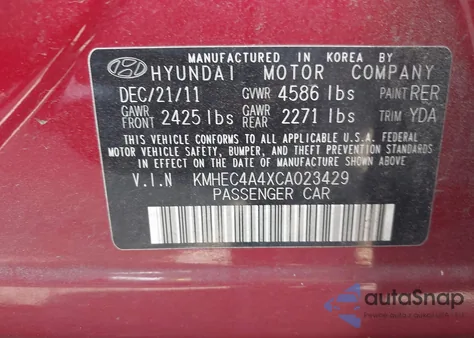 MANUFACTURED IN KOREA BY
HYUNDAI MOTOR COMPANY
DEC/21/11 GVWR 4586 lbs PAINT RER
GAWR FRONT 2425 lbs GAWR REAR 2271 lbs TRIM YDA
THIS VEHICLE CONFORMS TO ALL APPLICABLE U.S.A. FEDERAL
MOTOR VEHICLE SAFETY, BUMPER, AND THEFT PREVENTION STANDARDS
IN EFFECT ON THE DATE OF MANUFACTURE SHOWN ABOVE.
V.I.N KMHEC4A4XCA023429
PASSENGER CAR
autoSnap